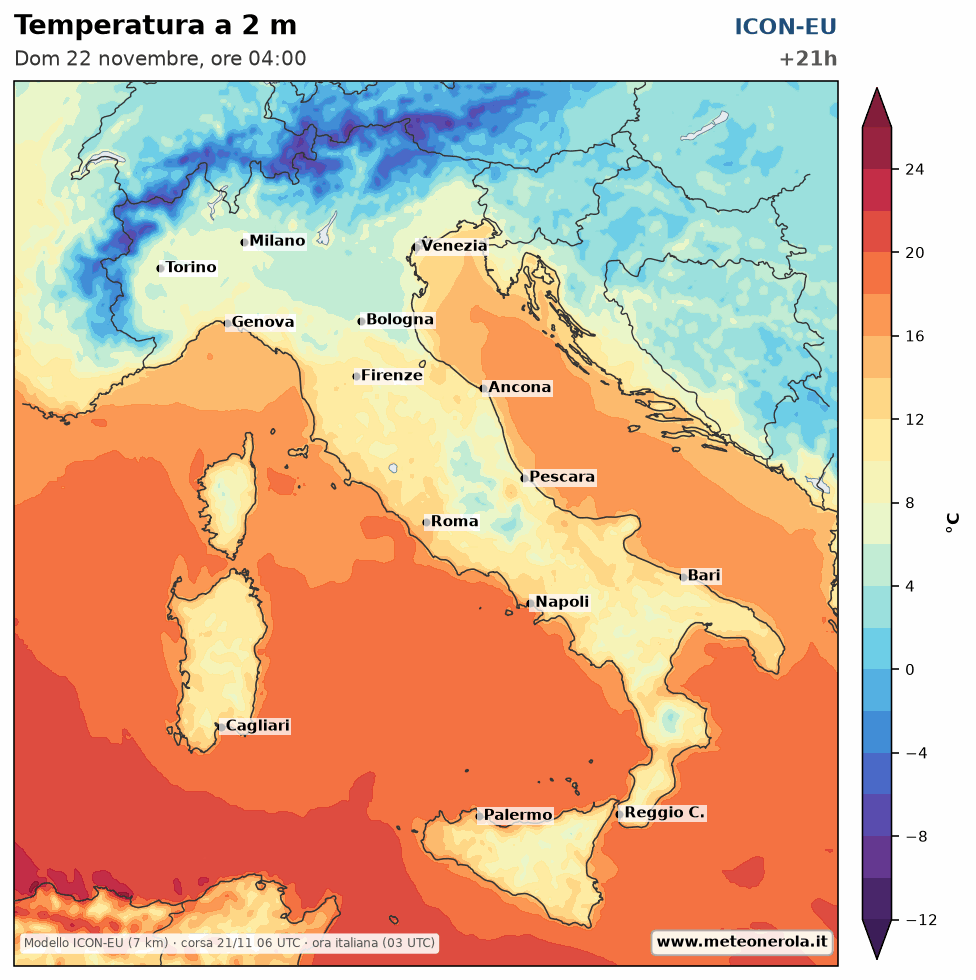 Temperatura a 2 m
ICON-EU
Dom 22 novembre, ore 04:00
+21h
Milano
Venezia
Torino
Genova
Bologna
Firenze
Ancona
Pescara
Roma
Bari
Napoli
Cagliari
Palermo
Reggio C.
24
20
16
12
8
4
0
−4
−8
−12
°C
Modello ICON-EU (7 km) · corsa 21/11 06 UTC · ora italiana (03 UTC)
www.meteonerola.it